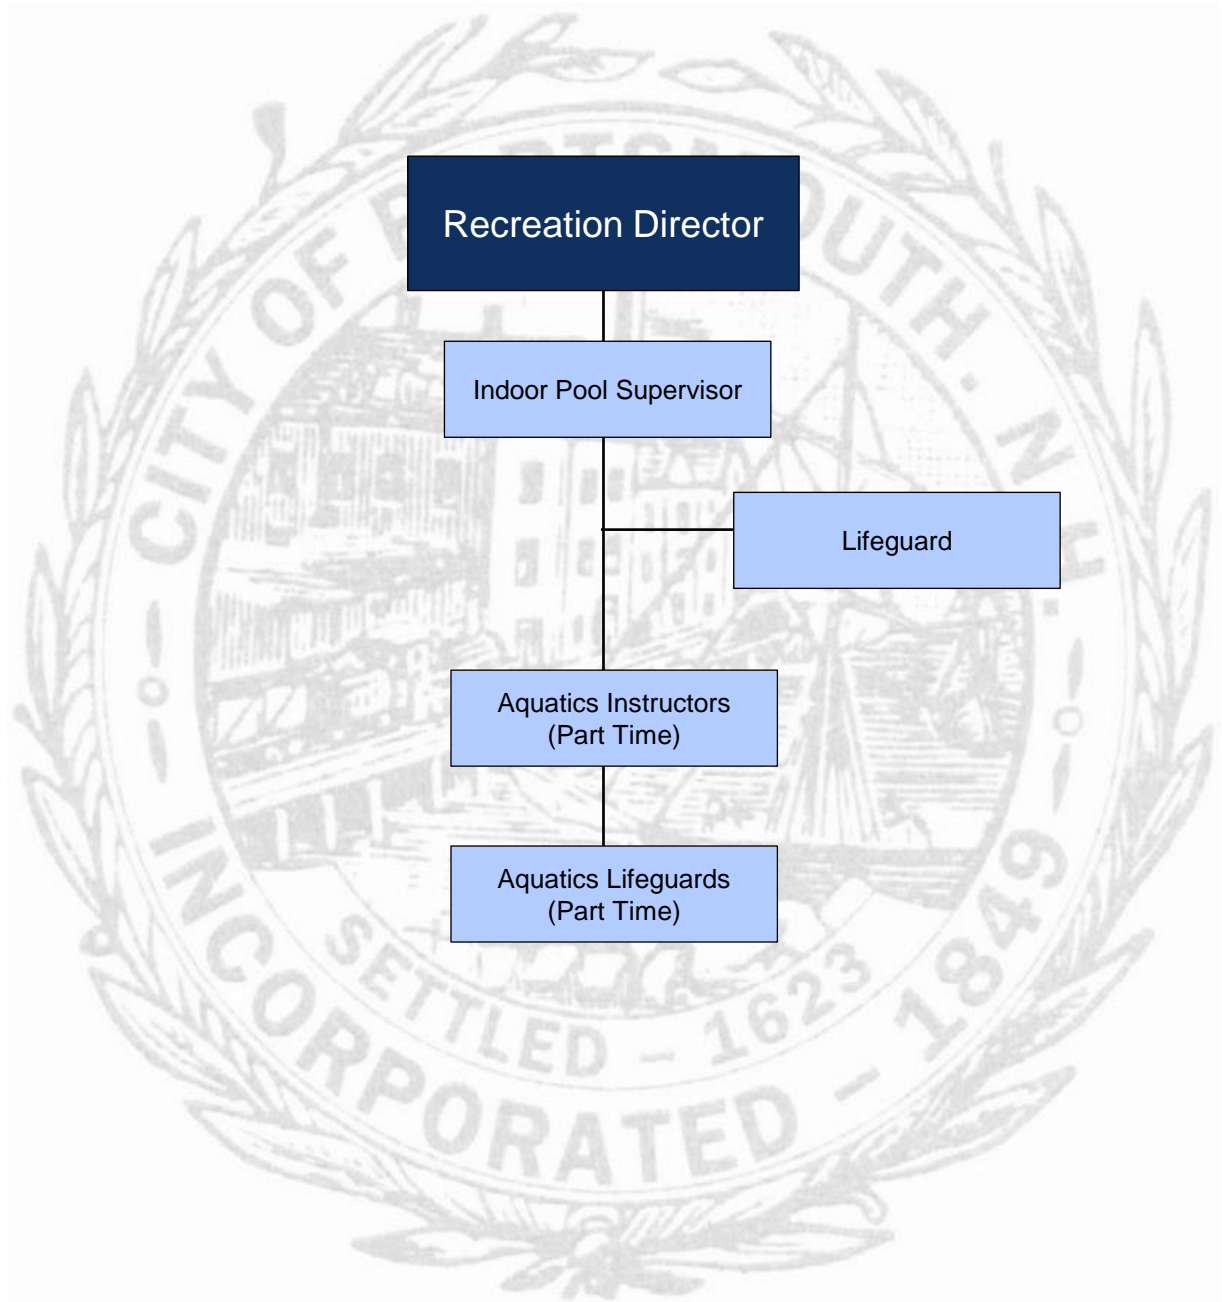 Recreation Director
Indoor Pool Supervisor
Lifeguard
Aquatics Instructors
(Part Time)
Aquatics Lifeguards
(Part Time)
CITY OF PORTSMOUTH. N. H.
SETTLED - 1623
INCORPORATED - 1849